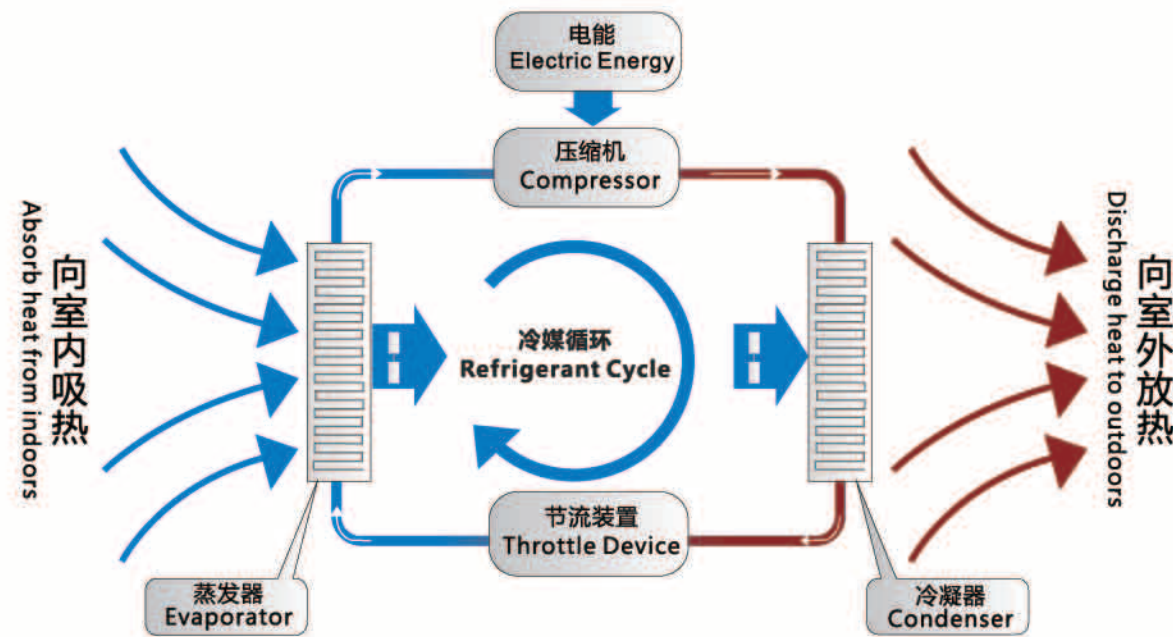 电能
Electric Energy
压缩机
Compressor
向室内吸热
Absorb heat from indoors
冷媒循环
Refrigerant Cycle
向室外放热
Discharge heat to outdoors
节流装置
Throttle Device
蒸发器
Evaporator
冷凝器
Condenser